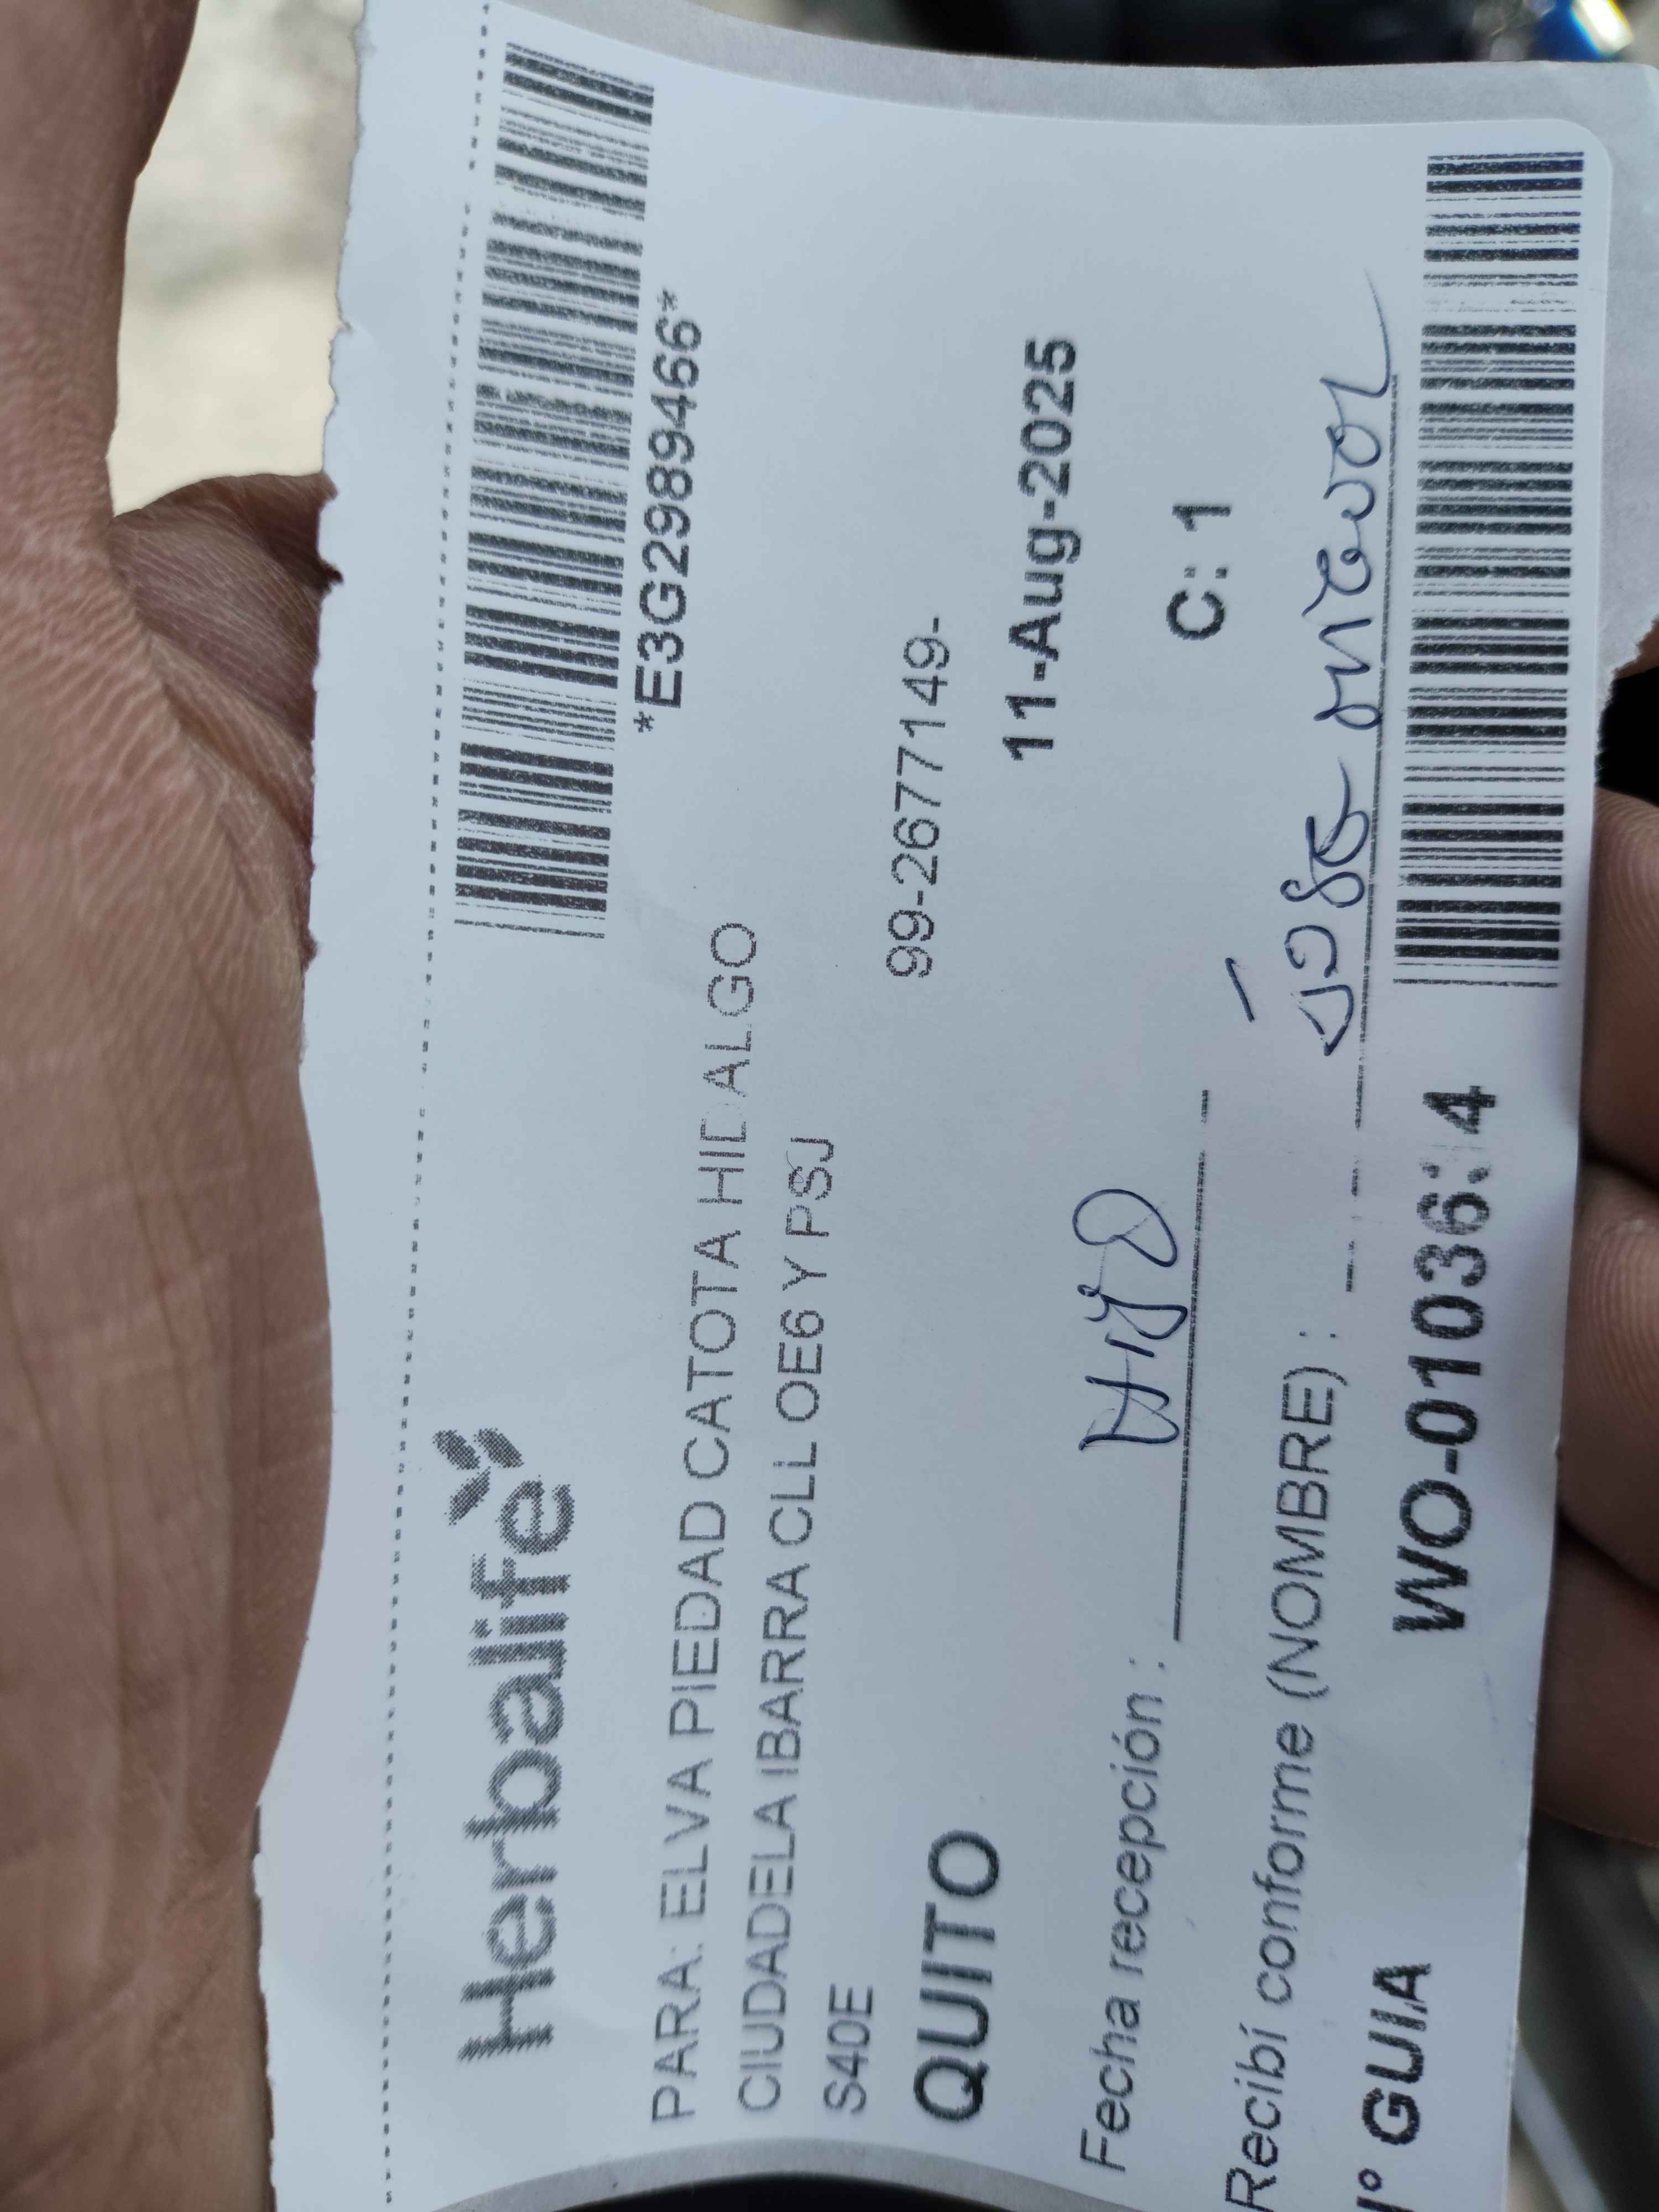 Herbalife
*E3G2989466*
PARA: ELVA PIEDAD CATOTA HIDALGO
CIUDADELA IBARRA CLL OE6 Y PSJ
S40E
99-2677149-
QUITO
11-Aug-2025
Fecha recepción :
C: 1
Recibí conforme (NOMBRE) :
GUIA